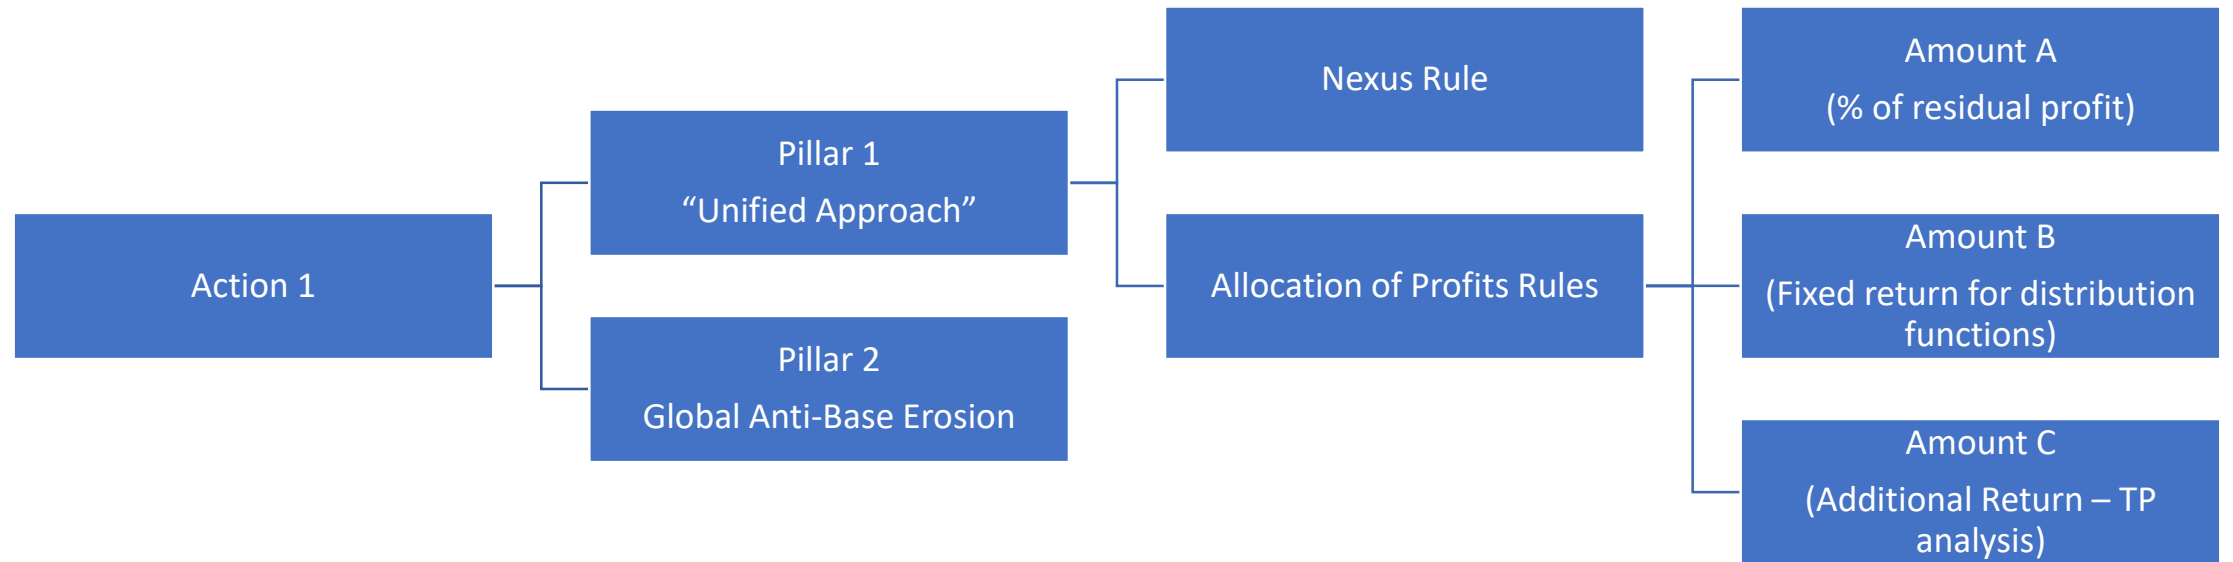 Action 1
Pillar 1
“Unified Approach”
Pillar 2
Global Anti-Base Erosion
Nexus Rule
Allocation of Profits Rules
Amount A
(% of residual profit)
Amount B
(Fixed return for distribution
functions)
Amount C
(Additional Return – TP
analysis)